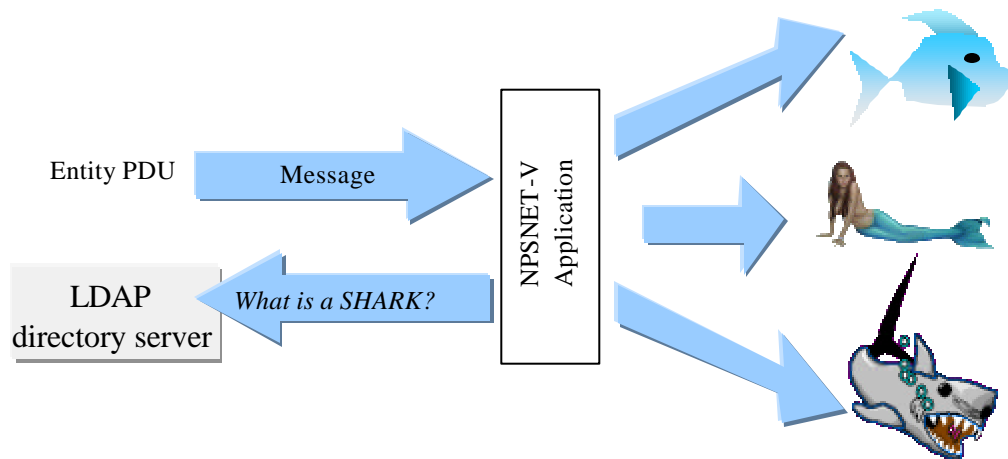 Entity PDU
Message
What is a SHARK?
LDAP
directory server
NPSNET-V
Application